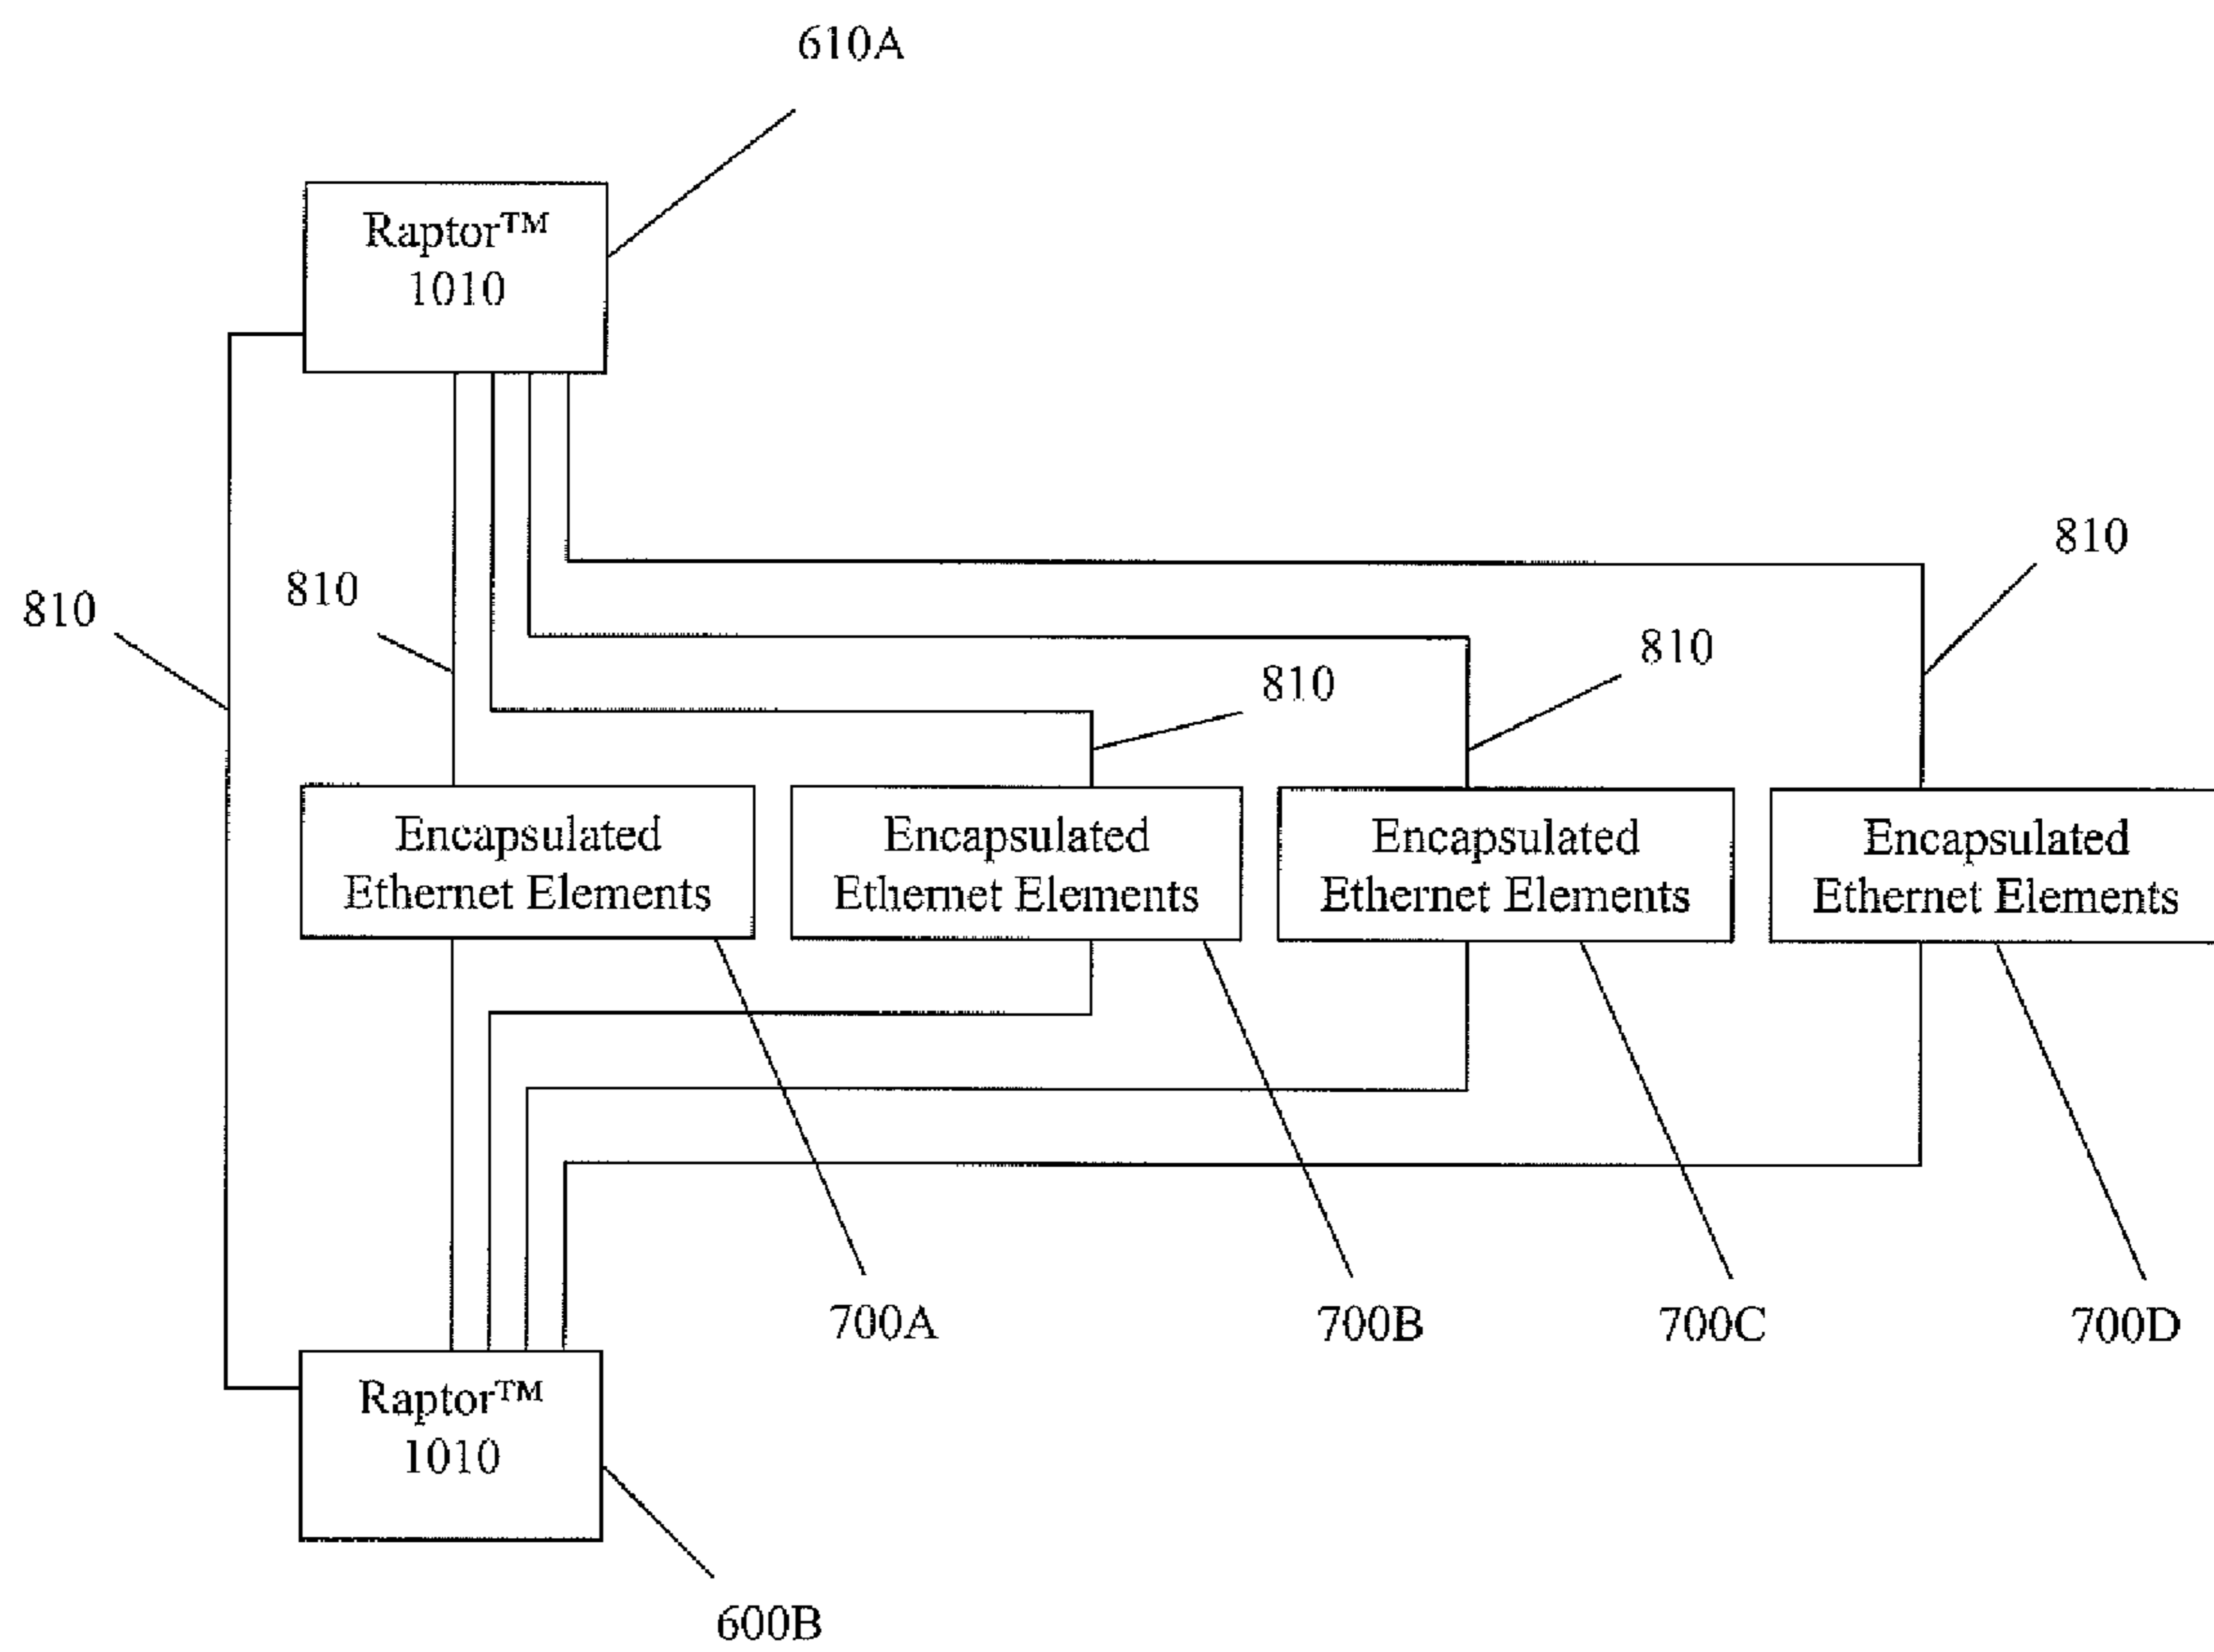 610A
Raptor™
1010
810
810
810
810
810
Encapsulated
Ethernet Elements
Encapsulated
Ethernet Elements
Encapsulated
Ethernet Elements
Encapsulated
Ethernet Elements
700A
700B
700C
700D
Raptor™
1010
600B